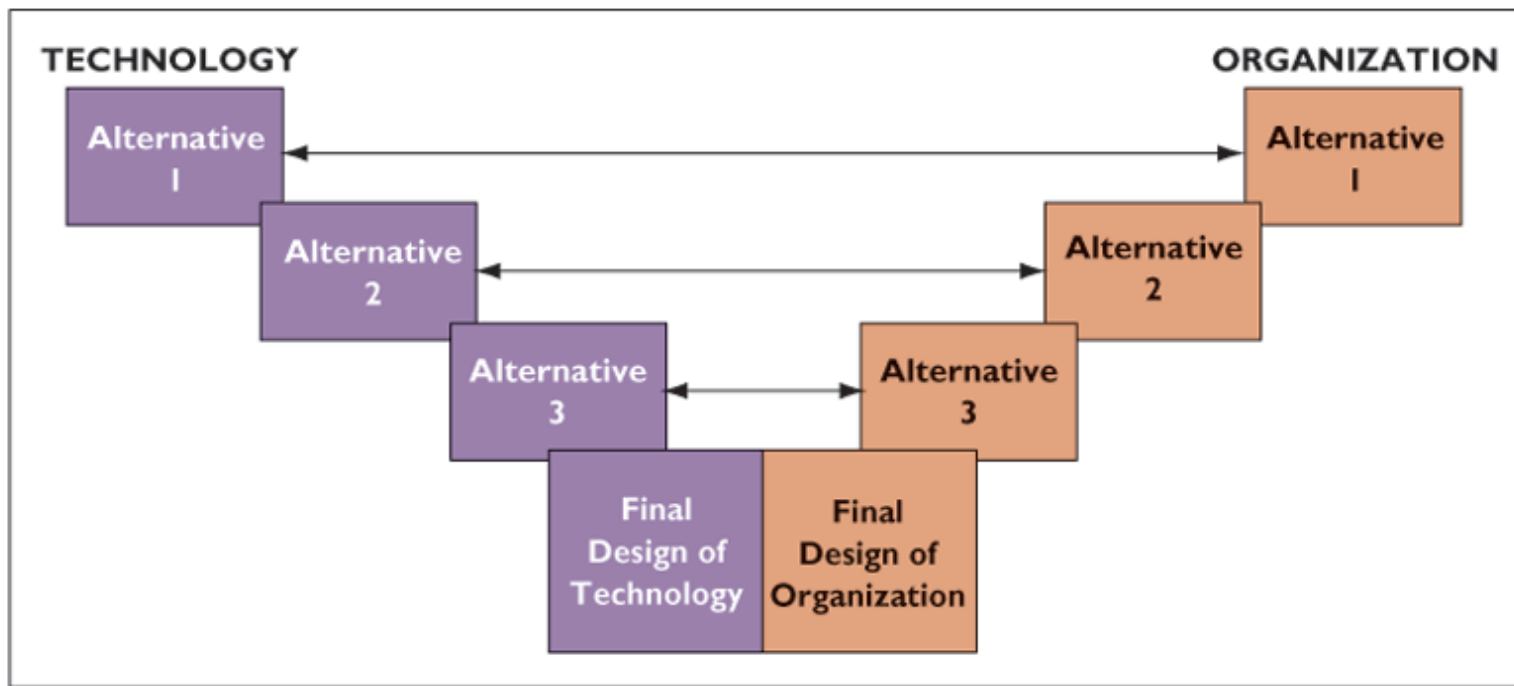 TECHNOLOGY
ORGANIZATION
Alternative
1
Alternative
1
Alternative
2
Alternative
2
Alternative
3
Alternative
3
Final
Design of
Technology
Final
Design of
Organization